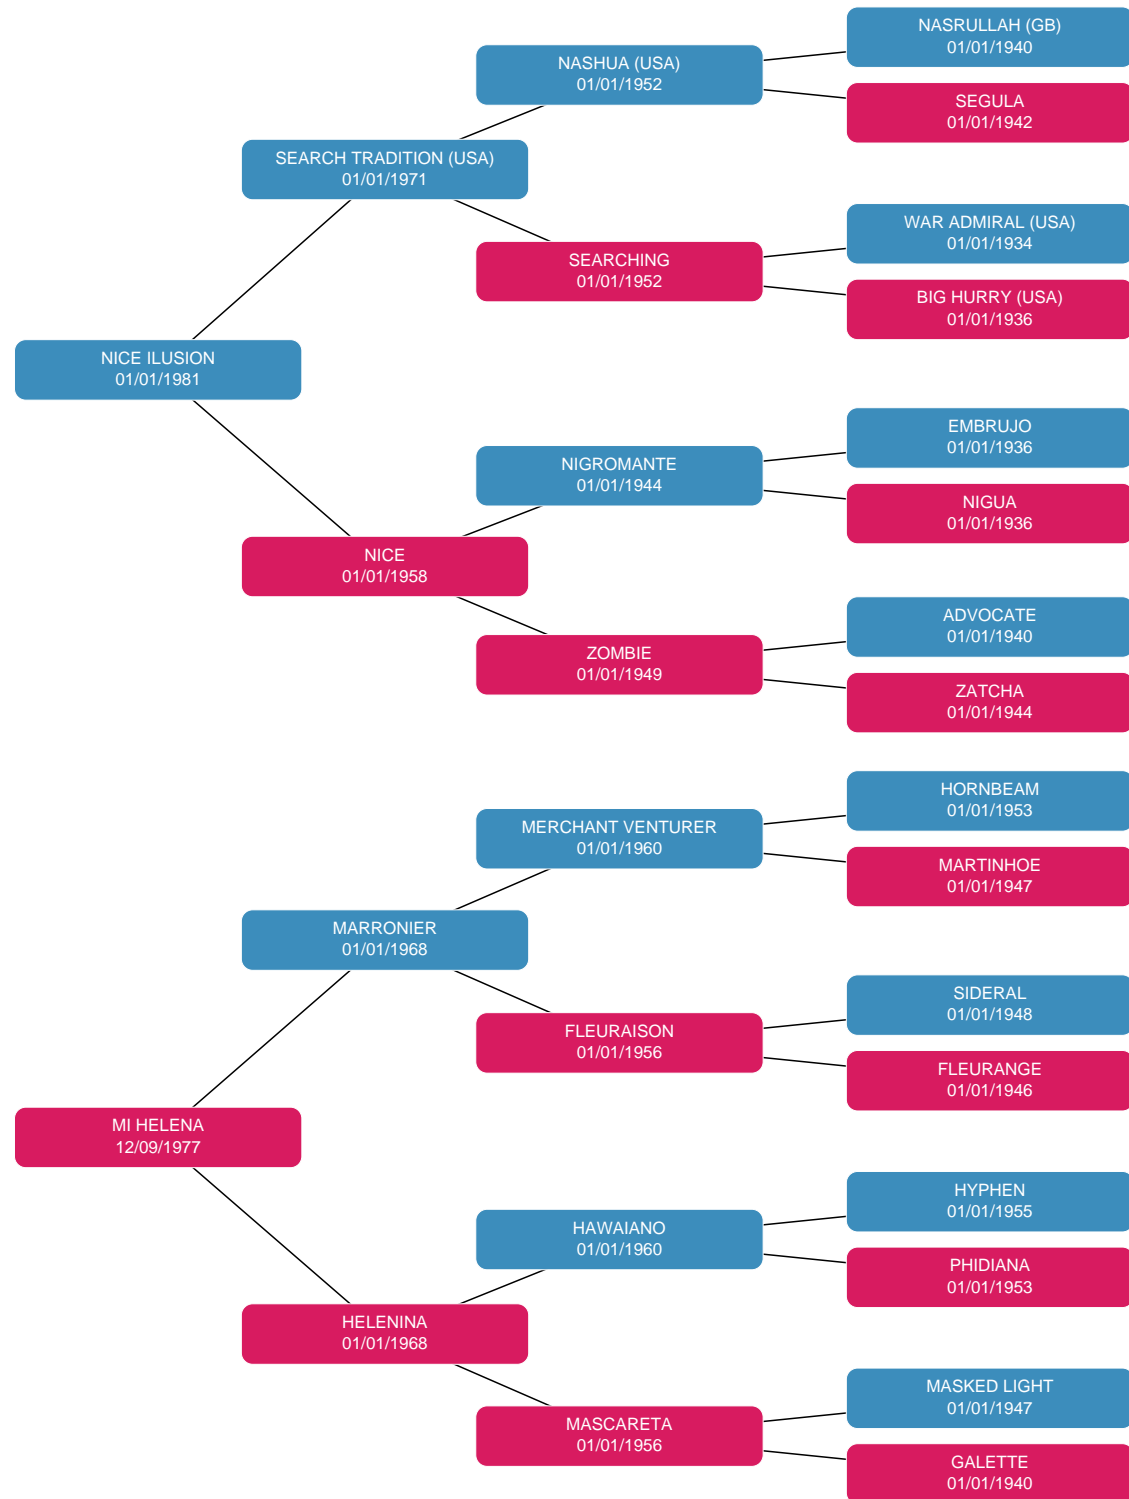 NASRULLAH (GB)
01/01/1940
NASHUA (USA)
01/01/1952
SEGULA
01/01/1942
SEARCH TRADITION (USA)
01/01/1971
WAR ADMIRAL (USA)
01/01/1934
SEARCHING
01/01/1952
BIG HURRY (USA)
01/01/1936
NICE ILUSION
01/01/1981
EMBRUJO
01/01/1936
NIGROMANTE
01/01/1944
NIGUA
01/01/1936
NICE
01/01/1958
ADVOCATE
01/01/1940
ZOMBIE
01/01/1949
ZATCHA
01/01/1944
HORNBEAM
01/01/1953
MERCHANT VENTURER
01/01/1960
MARTINHOE
01/01/1947
MARRONIER
01/01/1968
SIDERAL
01/01/1948
FLEURAISON
01/01/1956
FLEURANGE
01/01/1946
MI HELENA
12/09/1977
HYPHEN
01/01/1955
HAWAIANO
01/01/1960
PHIDIANA
01/01/1953
HELENINA
01/01/1968
MASKED LIGHT
01/01/1947
MASCARETA
01/01/1956
GALETTE
01/01/1940